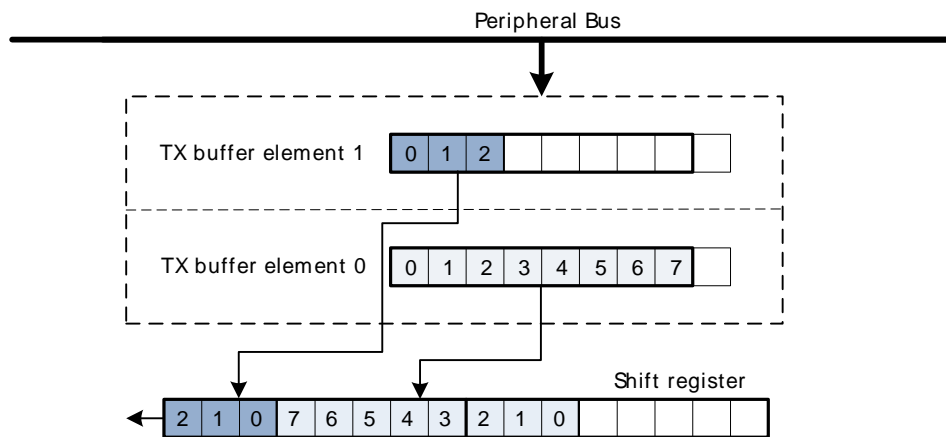 Peripheral Bus
TX buffer element 1
0 1 2
TX buffer element 0
0 1 2 3 4 5 6 7
Shift register
2 1 0 7 6 5 4 3 2 1 0